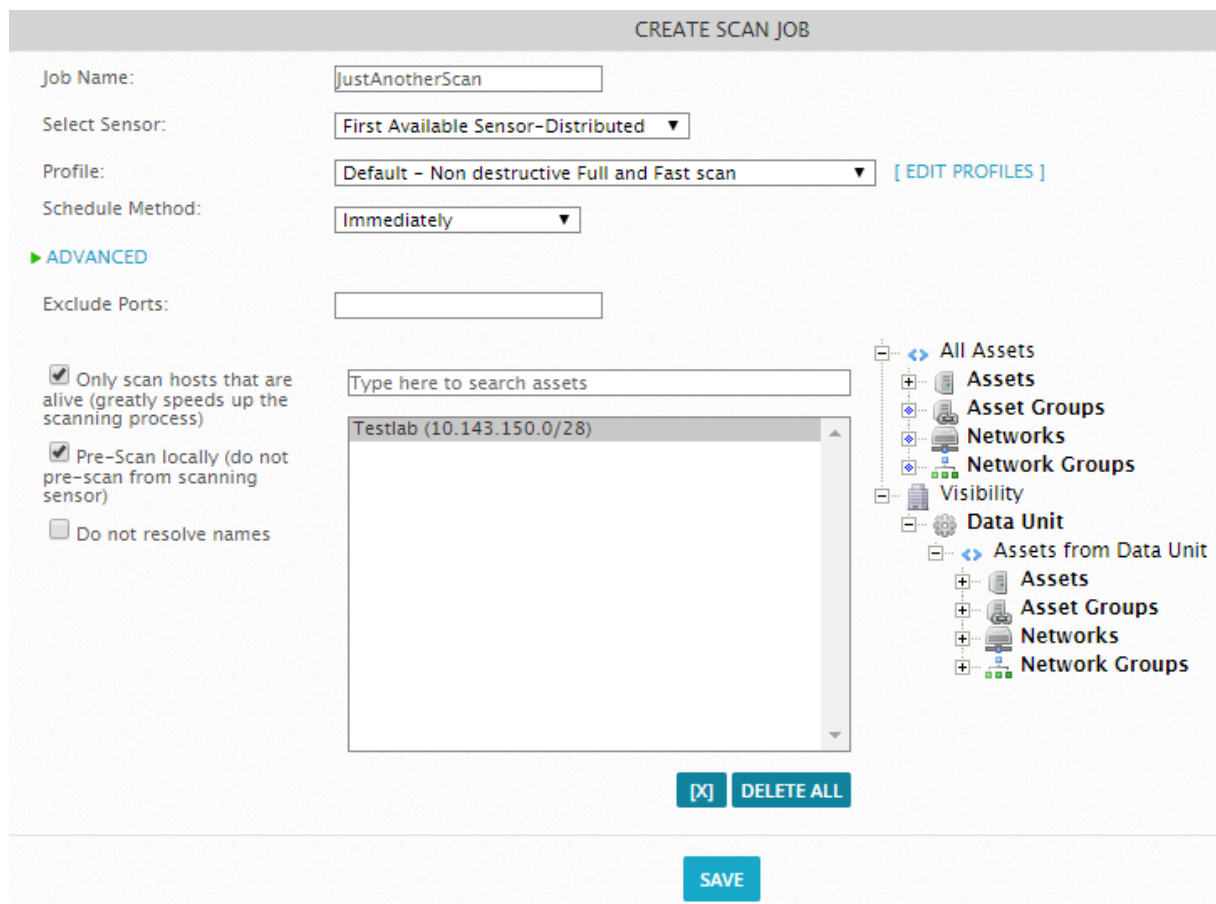 CREATE SCAN JOB
Job Name:
JustAnotherScan
Select Sensor:
First Available Sensor-Distributed
Profile:
Default - Non destructive Full and Fast scan
[ EDIT PROFILES ]
Schedule Method:
Immediately
ADVANCED
Exclude Ports:
Only scan hosts that are
alive (greatly speeds up the
scanning process)
Pre-Scan locally (do not
pre-scan from scanning
sensor)
Do not resolve names
Type here to search assets
Testlab (10.143.150.0/28)
[X]
DELETE ALL
All Assets
Assets
Asset Groups
Networks
Network Groups
Visibility
Data Unit
Assets from Data Unit
Assets
Asset Groups
Networks
Network Groups
SAVE